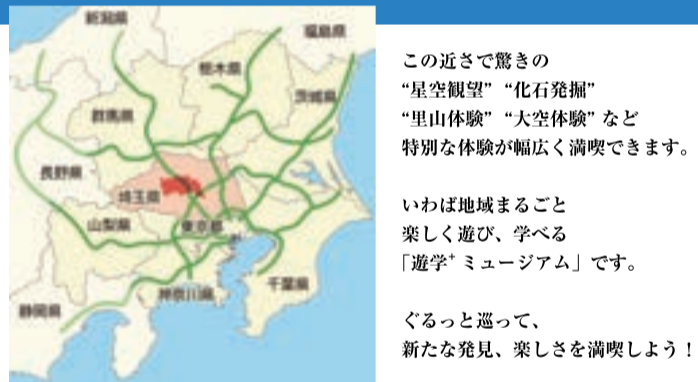 新潟県
福島県
栃木県
群馬県
茨城県
長野県
埼玉県
山梨県
東京都
千葉県
神奈川県
静岡県
この近さで驚きの
“星空観望” “化石発掘”
“里山体験” “大空体験” など
特別な体験が幅広く満喫できます。
いわば地域まるごと
楽しく遊び、学べる
「遊学⁺ ミュージアム」です。
ぐるっと巡って、
新たな発見、楽しさを満喫しよう！